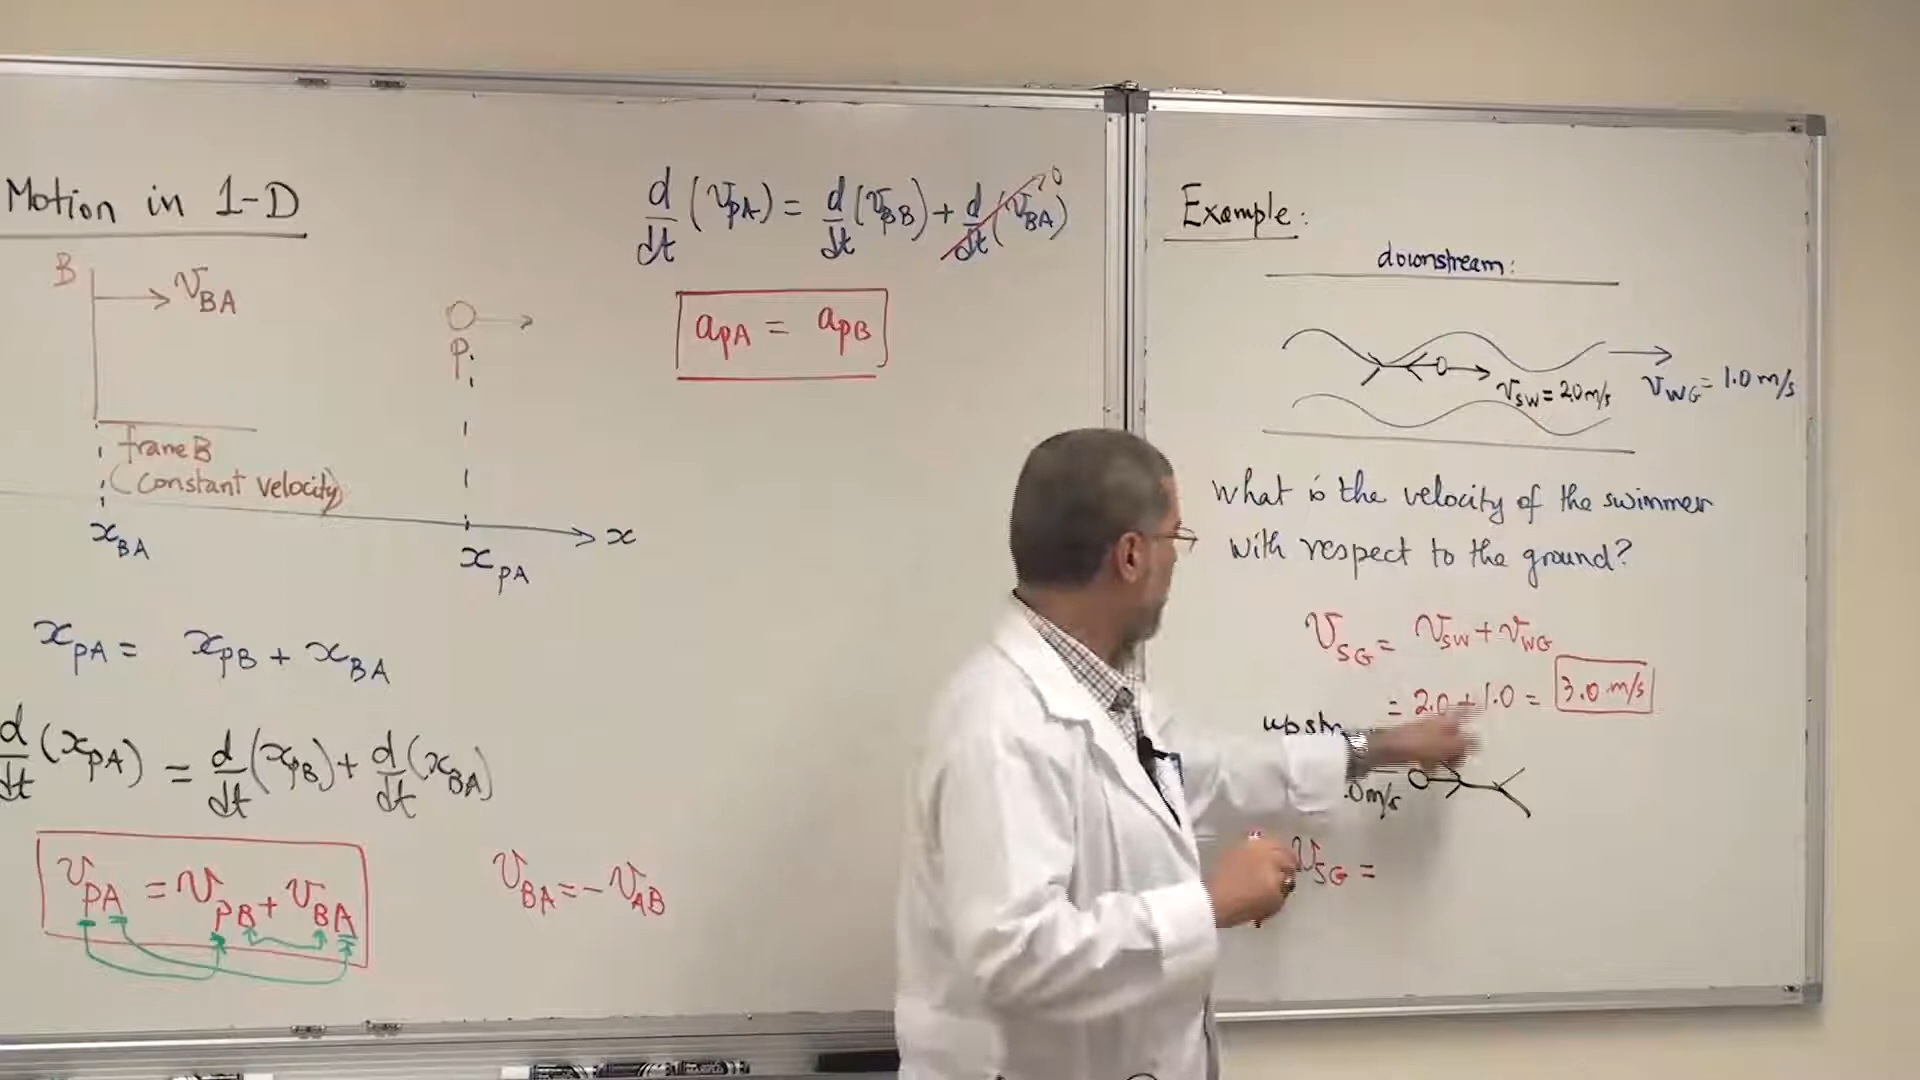 Motion in 1-D
B
v_BA
P
frame B
(constant velocity)
x_BA
x_PA
x
x_PA = x_PB + x_BA
d/dt (x_PA) = d/dt (x_PB) + d/dt (x_BA)
v_PA = v_PB + v_BA
v_BA = - v_AB
d/dt (v_PA) = d/dt (v_PB) + d/dt (v_BA) 0
a_PA = a_PB
Example:
downstream:
v_SW = 2.0 m/s
v_WG = 1.0 m/s
What is the velocity of the swimmer
with respect to the ground?
v_SG = v_SW + v_WG
= 2.0 + 1.0 = 3.0 m/s
.0 m/s
v_SG =